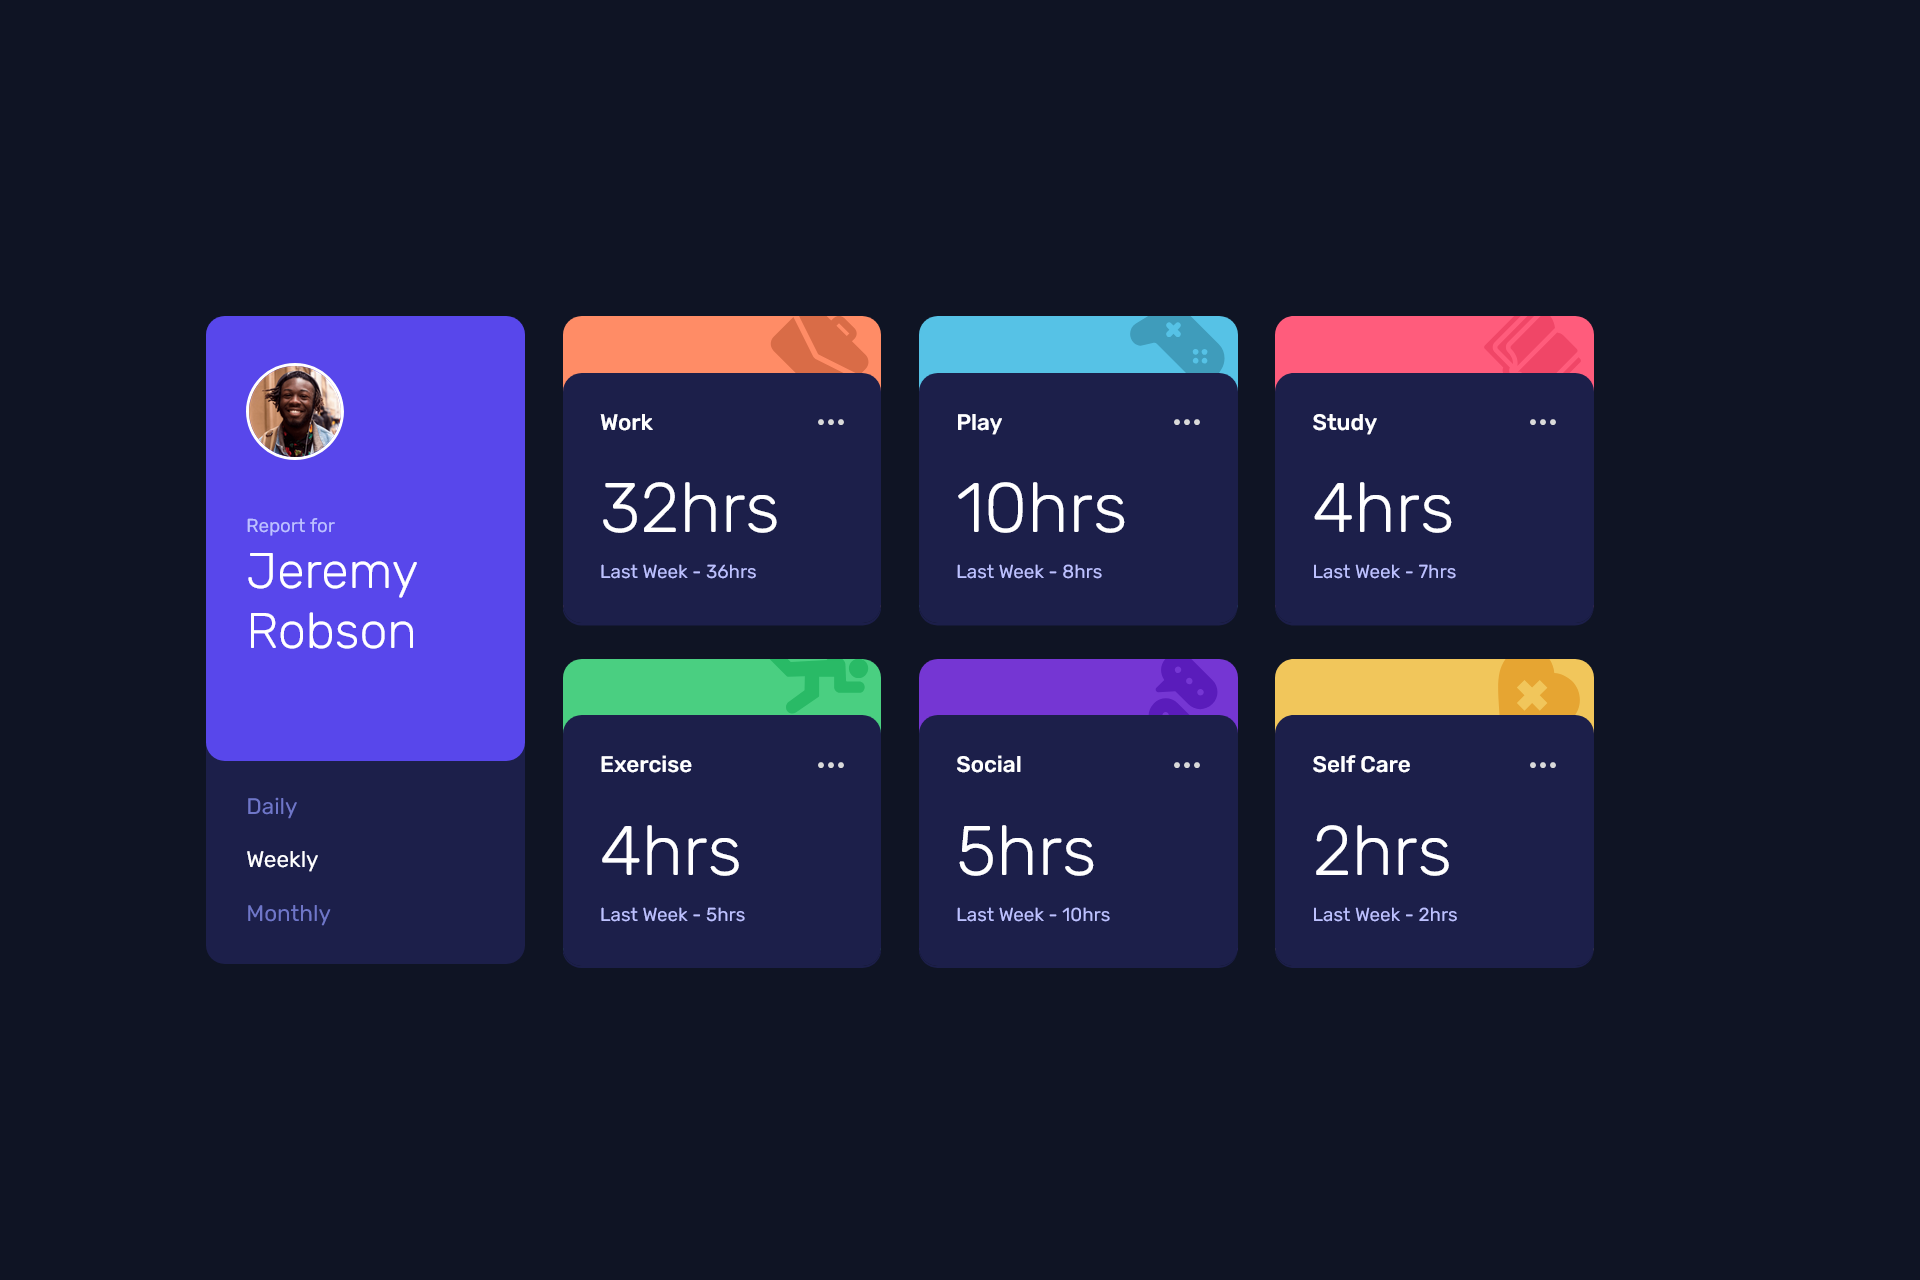 Report for
Jeremy
Robson
Daily
Weekly
Monthly
Work
32hrs
Last Week - 36hrs
Play
10hrs
Last Week - 8hrs
Study
4hrs
Last Week - 7hrs
Exercise
4hrs
Last Week - 5hrs
Social
5hrs
Last Week - 10hrs
Self Care
2hrs
Last Week - 2hrs